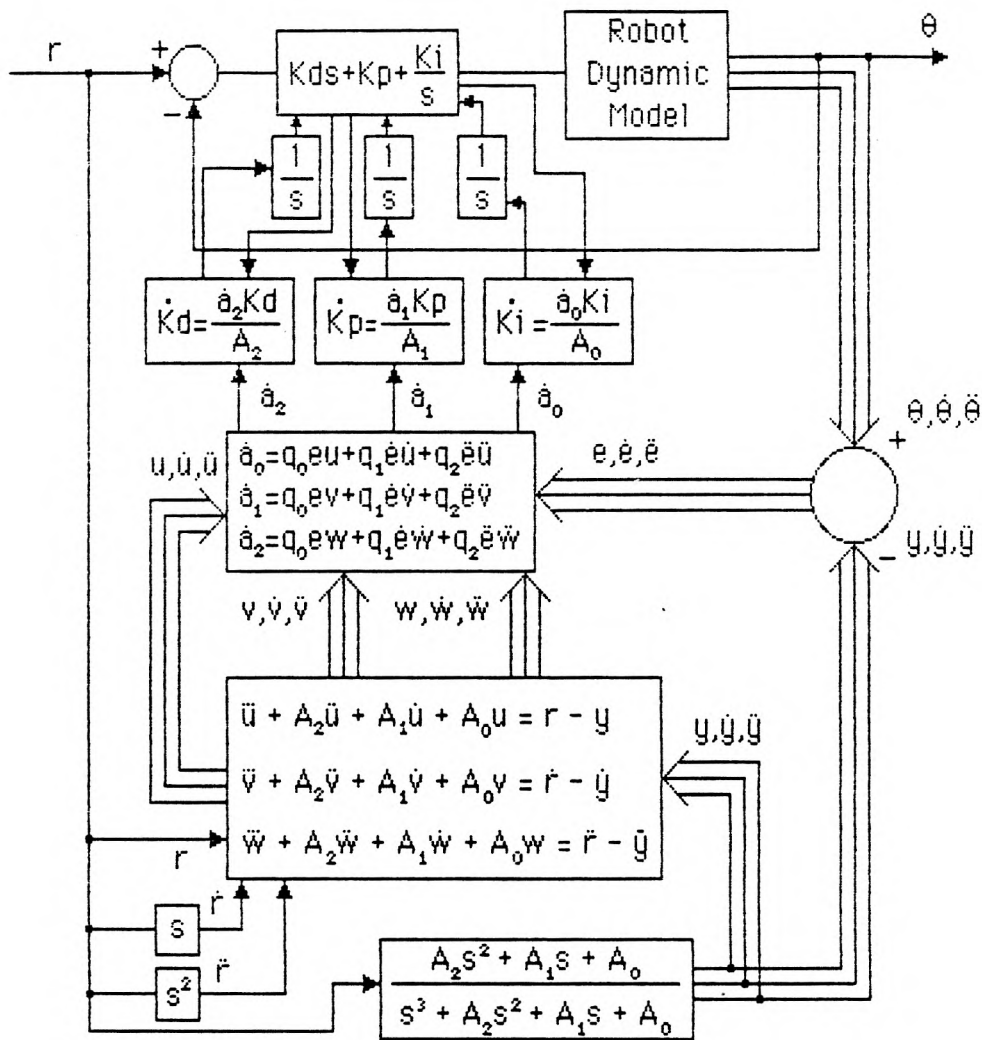 r
+
−
Kds+Kp+Ki/s
Robot
Dynamic
Model
θ
1/s
1/s
1/s
K̇d=ȧ₂Kd/A₂
K̇p=ȧ₁Kp/A₁
K̇i=ȧ₀Ki/A₀
ȧ₂
ȧ₁
ȧ₀
+ θ,θ̇,θ̈
u,u̇,ü
ȧ₀=q₀eu+q₁ėu̇+q₂ëü
ȧ₁=q₀ev+q₁ėv̇+q₂ëv̈
ȧ₂=q₀ew+q₁ėẇ+q₂ëẅ
e,ė,ë
− y,ẏ,ÿ
v,v̇,v̈
w,ẇ,ẅ
ü + A₂ü + A₁u̇ + A₀u = r - y
v̈ + A₂v̈ + A₁v̇ + A₀v = ṙ - ẏ
ẅ + A₂ẅ + A₁ẇ + A₀w = r̈ - ÿ
y,ẏ,ÿ
r
s
ṙ
s²
r̈
A₂s² + A₁s + A₀
s³ + A₂s² + A₁s + A₀